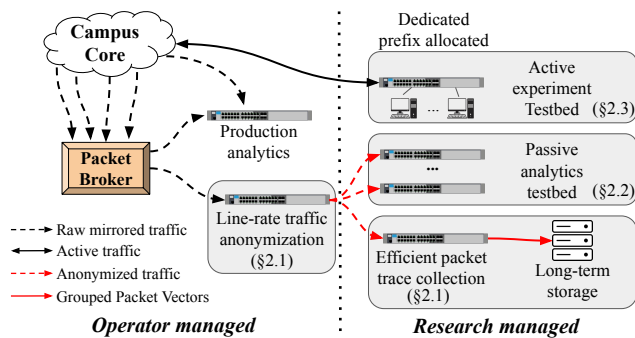 Campus
Core
Dedicated
prefix allocated
Active
experiment
Testbed (§2.3)
...
Production
analytics
Packet
Broker
Passive
analytics
testbed (§2.2)
...
Line-rate traffic
anonymization
(§2.1)
Efficient packet
trace collection
(§2.1)
Long-term
storage
Raw mirrored traffic
Active traffic
Anonymized traffic
Grouped Packet Vectors
Operator managed
Research managed